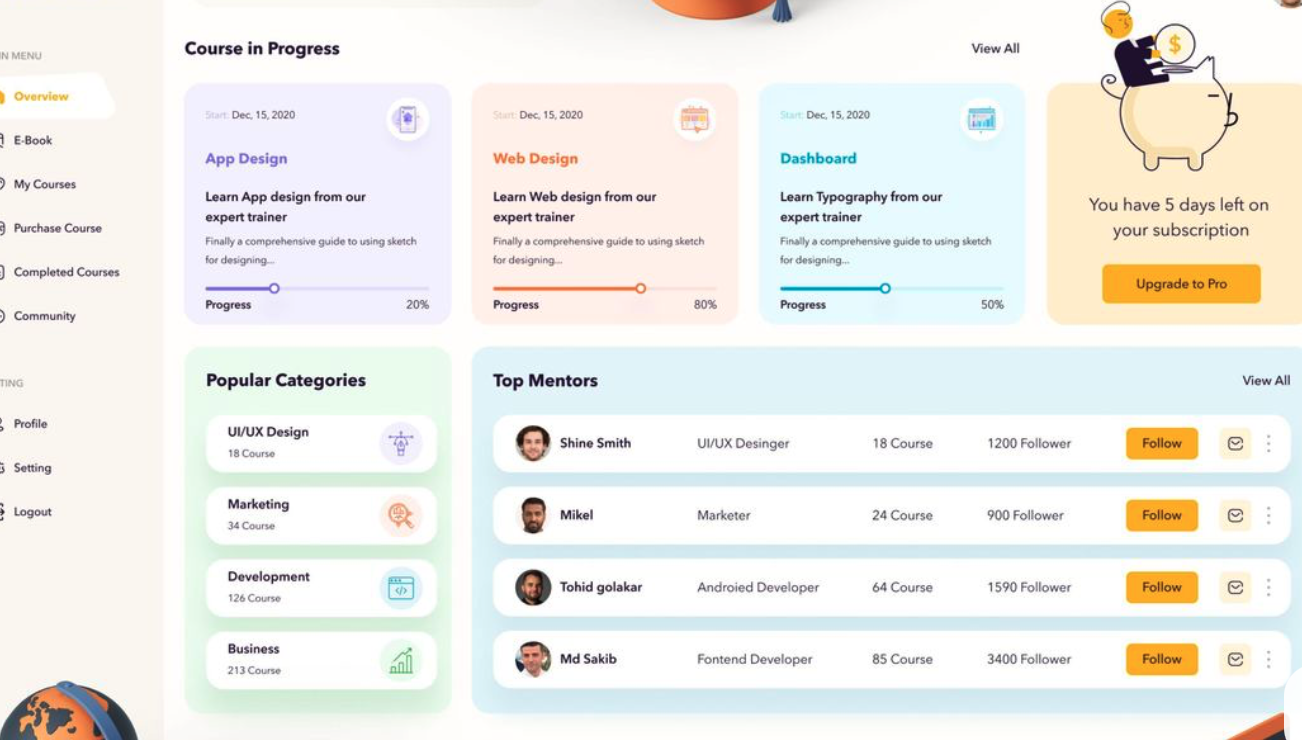 IN MENU
Overview
E-Book
My Courses
Purchase Course
Completed Courses
Community
TING
Profile
Setting
Logout
Course in Progress
View All
Start: Dec, 15, 2020
App Design
Learn App design from our
expert trainer
Finally a comprehensive guide to using sketch
for designing...
Progress 20%
Start: Dec, 15, 2020
Web Design
Learn Web design from our
expert trainer
Finally a comprehensive guide to using sketch
for designing...
Progress 80%
Start: Dec, 15, 2020
Dashboard
Learn Typography from our
expert trainer
Finally a comprehensive guide to using sketch
for designing...
Progress 50%
$
You have 5 days left on
your subscription
Upgrade to Pro
Popular Categories
UI/UX Design
18 Course
Marketing
34 Course
Development
126 Course
</>
Business
213 Course
Top Mentors
View All
Shine Smith UI/UX Desinger 18 Course 1200 Follower Follow
Mikel Marketer 24 Course 900 Follower Follow
Tohid golakar Androied Developer 64 Course 1590 Follower Follow
Md Sakib Fontend Developer 85 Course 3400 Follower Follow